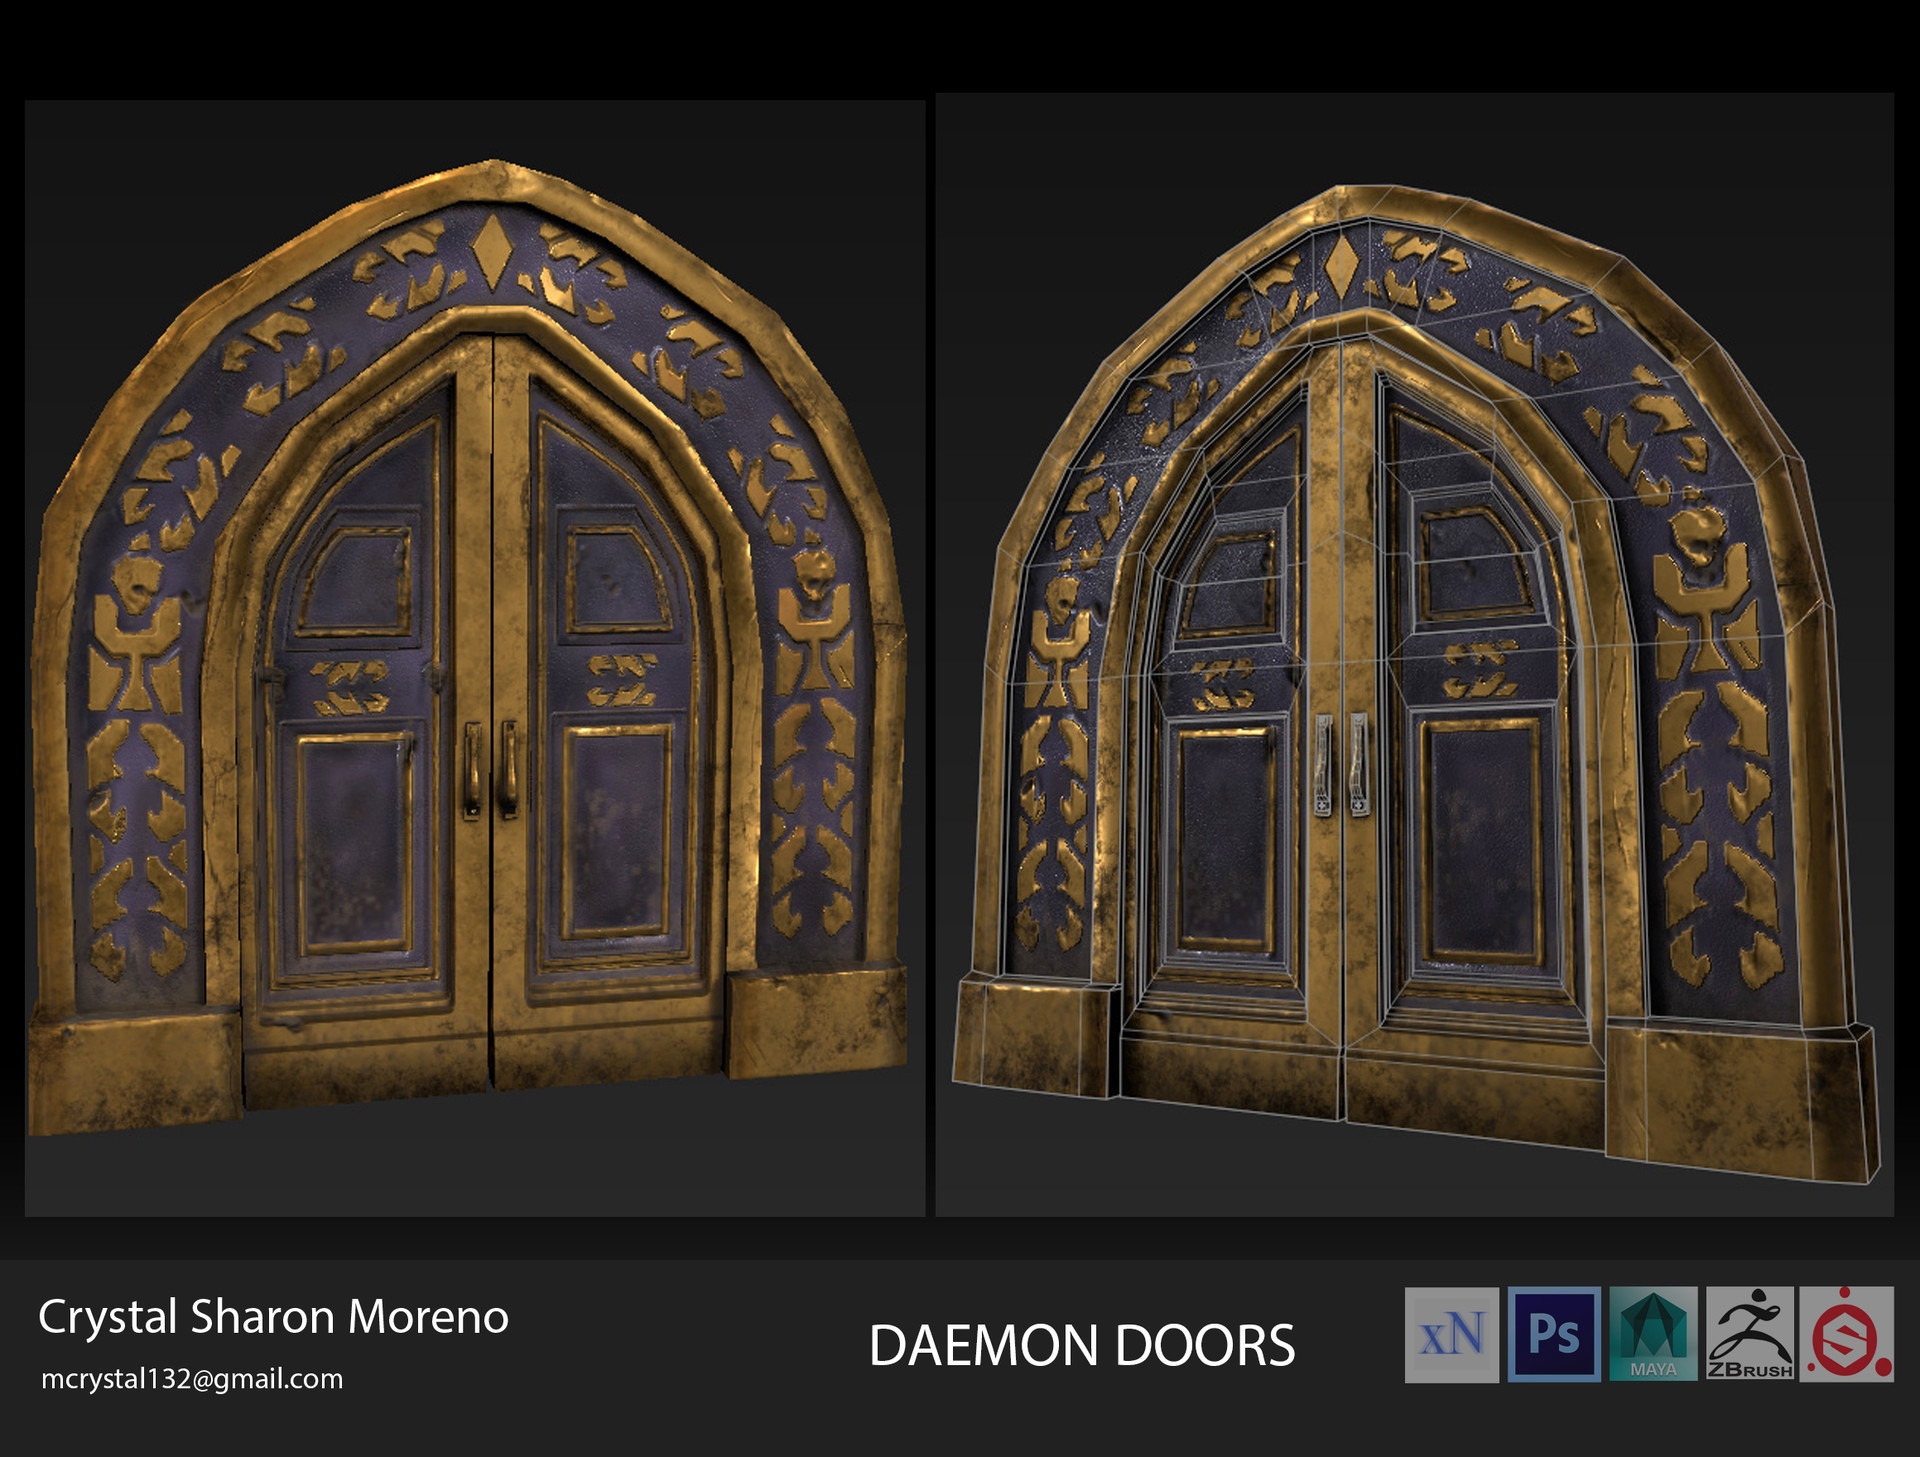 Crystal Sharon Moreno
mcrystal132@gmail.com
DAEMON DOORS
xN
Ps
MAYA
ZBRUSH
S